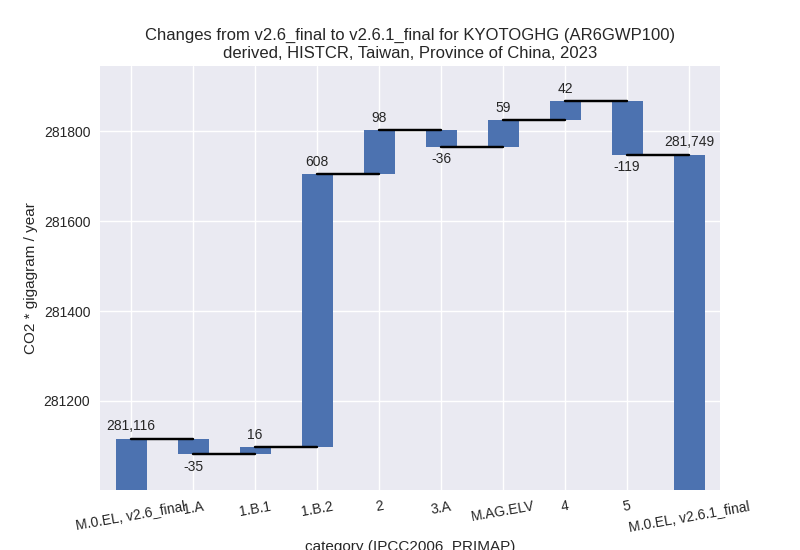 Changes from v2.6_final to v2.6.1_final for KYOTOGHG (AR6GWP100)
derived, HISTCR, Taiwan, Province of China, 2023
CO2 * gigagram / year
281800
281600
281400
281200
281,116
-35
16
608
98
-36
59
42
-119
281,749
M.0.EL, v2.6_final
1.A
1.B.1
1.B.2
2
3.A
M.AG.ELV
4
5
M.0.EL, v2.6.1_final
category (IPCC2006_PRIMAP)